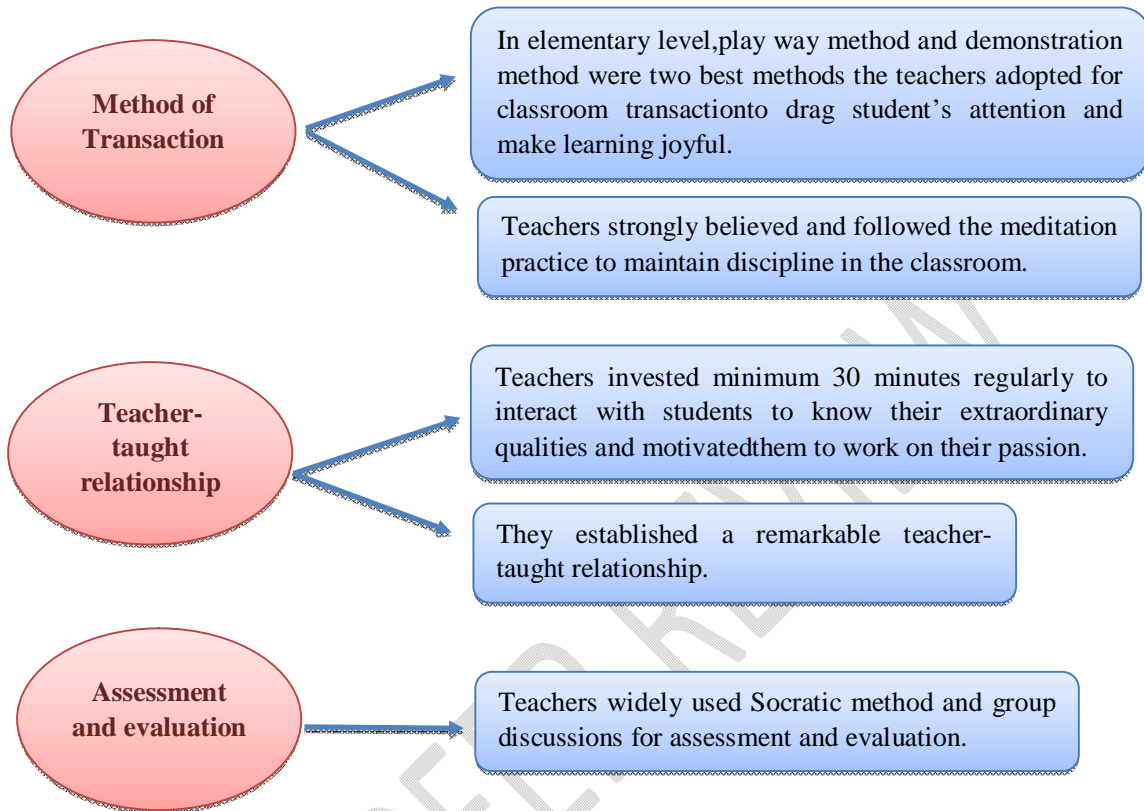 Method of
Transaction
In elementary level,play way method and demonstration
method were two best methods the teachers adopted for
classroom transactionto drag student’s attention and
make learning joyful.
Teachers strongly believed and followed the meditation
practice to maintain discipline in the classroom.
Teacher-
taught
relationship
Teachers invested minimum 30 minutes regularly to
interact with students to know their extraordinary
qualities and motivatedthem to work on their passion.
They established a remarkable teacher-
taught relationship.
Assessment
and evaluation
Teachers widely used Socratic method and group
discussions for assessment and evaluation.
PEER REVIEW